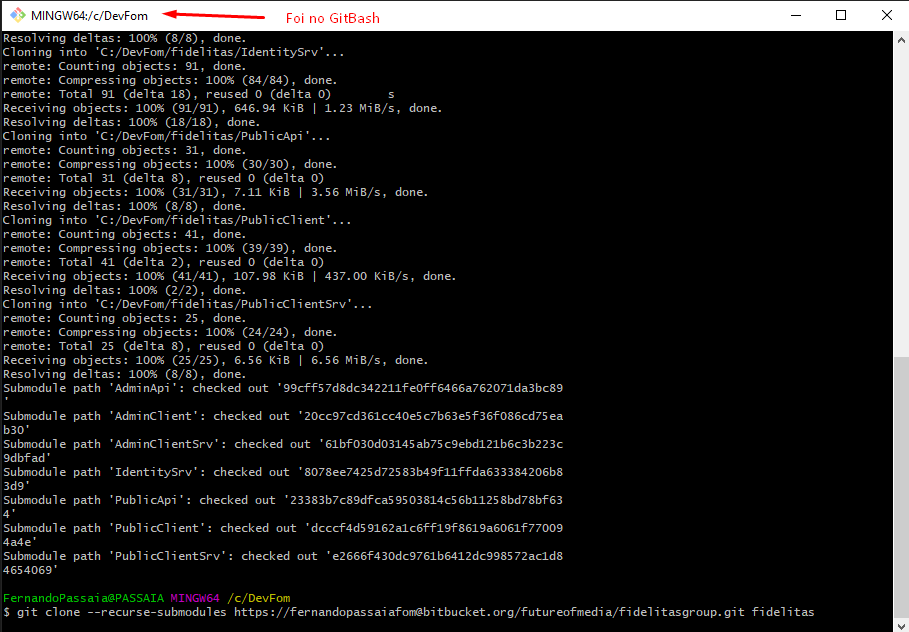 MINGW64:/c/DevFom
Foi no GitBash
Resolving deltas: 100% (8/8), done.
Cloning into 'C:/DevFom/fidelitas/IdentitySrv'...
remote: Counting objects: 91, done.
remote: Compressing objects: 100% (84/84), done.
remote: Total 91 (delta 18), reused 0 (delta 0) s
Receiving objects: 100% (91/91), 646.94 KiB | 1.23 MiB/s, done.
Resolving deltas: 100% (18/18), done.
Cloning into 'C:/DevFom/fidelitas/PublicApi'...
remote: Counting objects: 31, done.
remote: Compressing objects: 100% (30/30), done.
remote: Total 31 (delta 8), reused 0 (delta 0)
Receiving objects: 100% (31/31), 7.11 KiB | 3.56 MiB/s, done.
Resolving deltas: 100% (8/8), done.
Cloning into 'C:/DevFom/fidelitas/PublicClient'...
remote: Counting objects: 41, done.
remote: Compressing objects: 100% (39/39), done.
remote: Total 41 (delta 2), reused 0 (delta 0)
Receiving objects: 100% (41/41), 107.98 KiB | 437.00 KiB/s, done.
Resolving deltas: 100% (2/2), done.
Cloning into 'C:/DevFom/fidelitas/PublicClientSrv'...
remote: Counting objects: 25, done.
remote: Compressing objects: 100% (24/24), done.
remote: Total 25 (delta 8), reused 0 (delta 0)
Receiving objects: 100% (25/25), 6.56 KiB | 6.56 MiB/s, done.
Resolving deltas: 100% (8/8), done.
Submodule path 'AdminApi': checked out '99cff57d8dc342211fe0ff6466a762071da3bc89
'
Submodule path 'AdminClient': checked out '20cc97cd361cc40e5c7b63e5f36f086cd75ea
b30'
Submodule path 'AdminClientSrv': checked out '61bf030d03145ab75c9ebd121b6c3b223c
9dbfad'
Submodule path 'IdentitySrv': checked out '8078ee7425d72583b49f11ffda633384206b8
3d9'
Submodule path 'PublicApi': checked out '23383b7c89dfca59503814c56b11258bd78bf63
4'
Submodule path 'PublicClient': checked out 'dcccf4d59162a1c6ff19f8619a6061f77009
4a4e'
Submodule path 'PublicClientSrv': checked out 'e2666f430dc9761b6412dc998572ac1d8
4654069'
FernandoPassaia@PASSAIA MINGW64 /c/DevFom
$ git clone --recurse-submodules https://fernandopassaiafom@bitbucket.org/futureofmedia/fidelitasgroup.git fidelitas